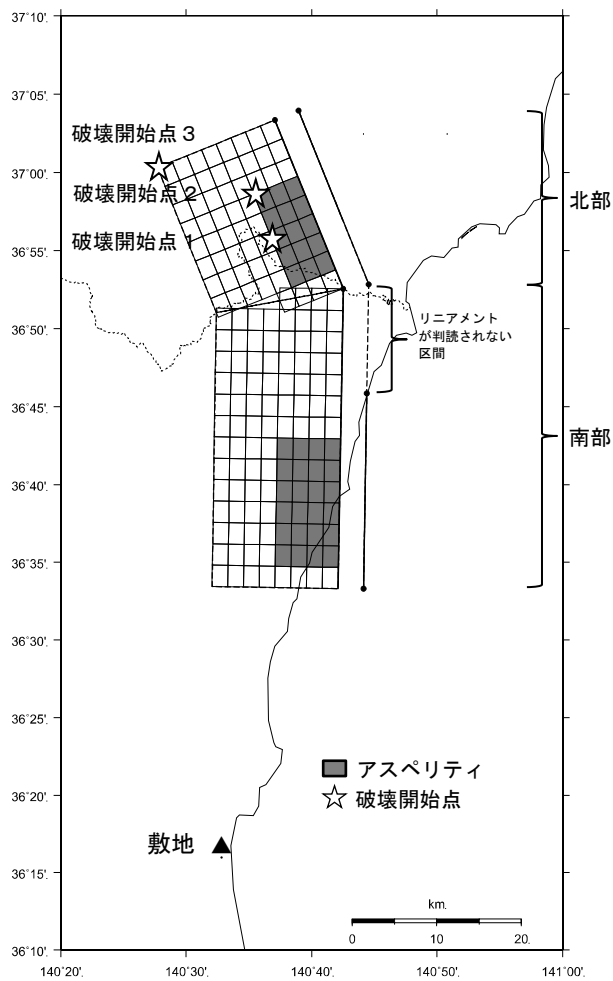 37°10'.
37°05'.
37°00'.
36°55'.
36°50'.
36°45'.
36°40'.
36°35'.
36°30'.
36°25'.
36°20'.
36°15'.
36°10'.
破壊開始点３
破壊開始点２
破壊開始点１
北部
リニアメント
が判読されない
区間
南部
アスペリティ
破壊開始点
敷地
km.
0 10 20.
140°20' 140°30' 140°40' 140°50' 141°00'